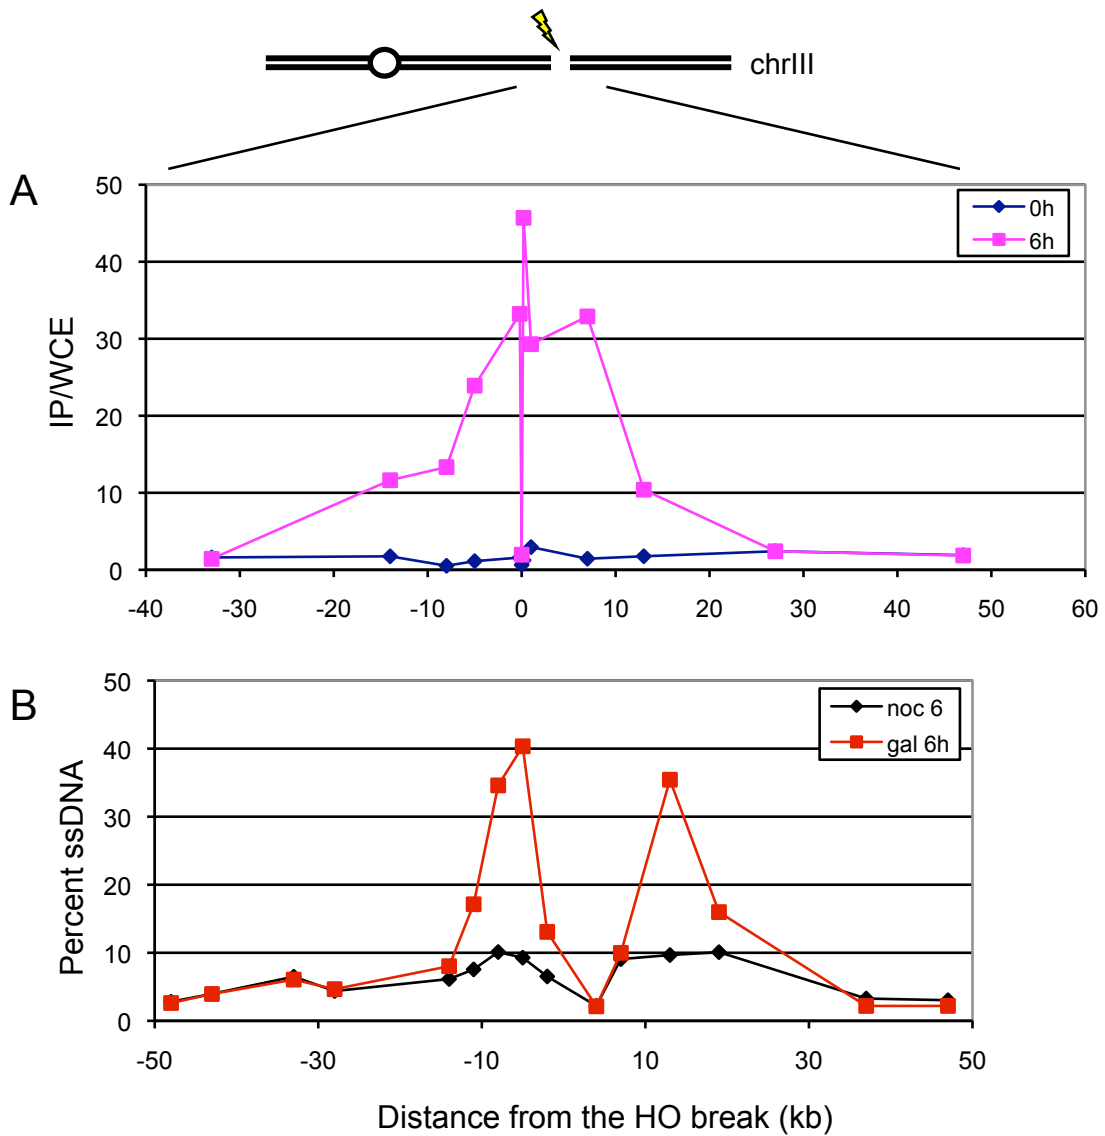 chrIII
A
50
40
30
20
10
0
IP/WCE
0h
6h
-40 -30 -20 -10 0 10 20 30 40 50 60
B
50
40
30
20
10
0
Percent ssDNA
noc 6
gal 6h
-50 -30 -10 10 30 50
Distance from the HO break (kb)